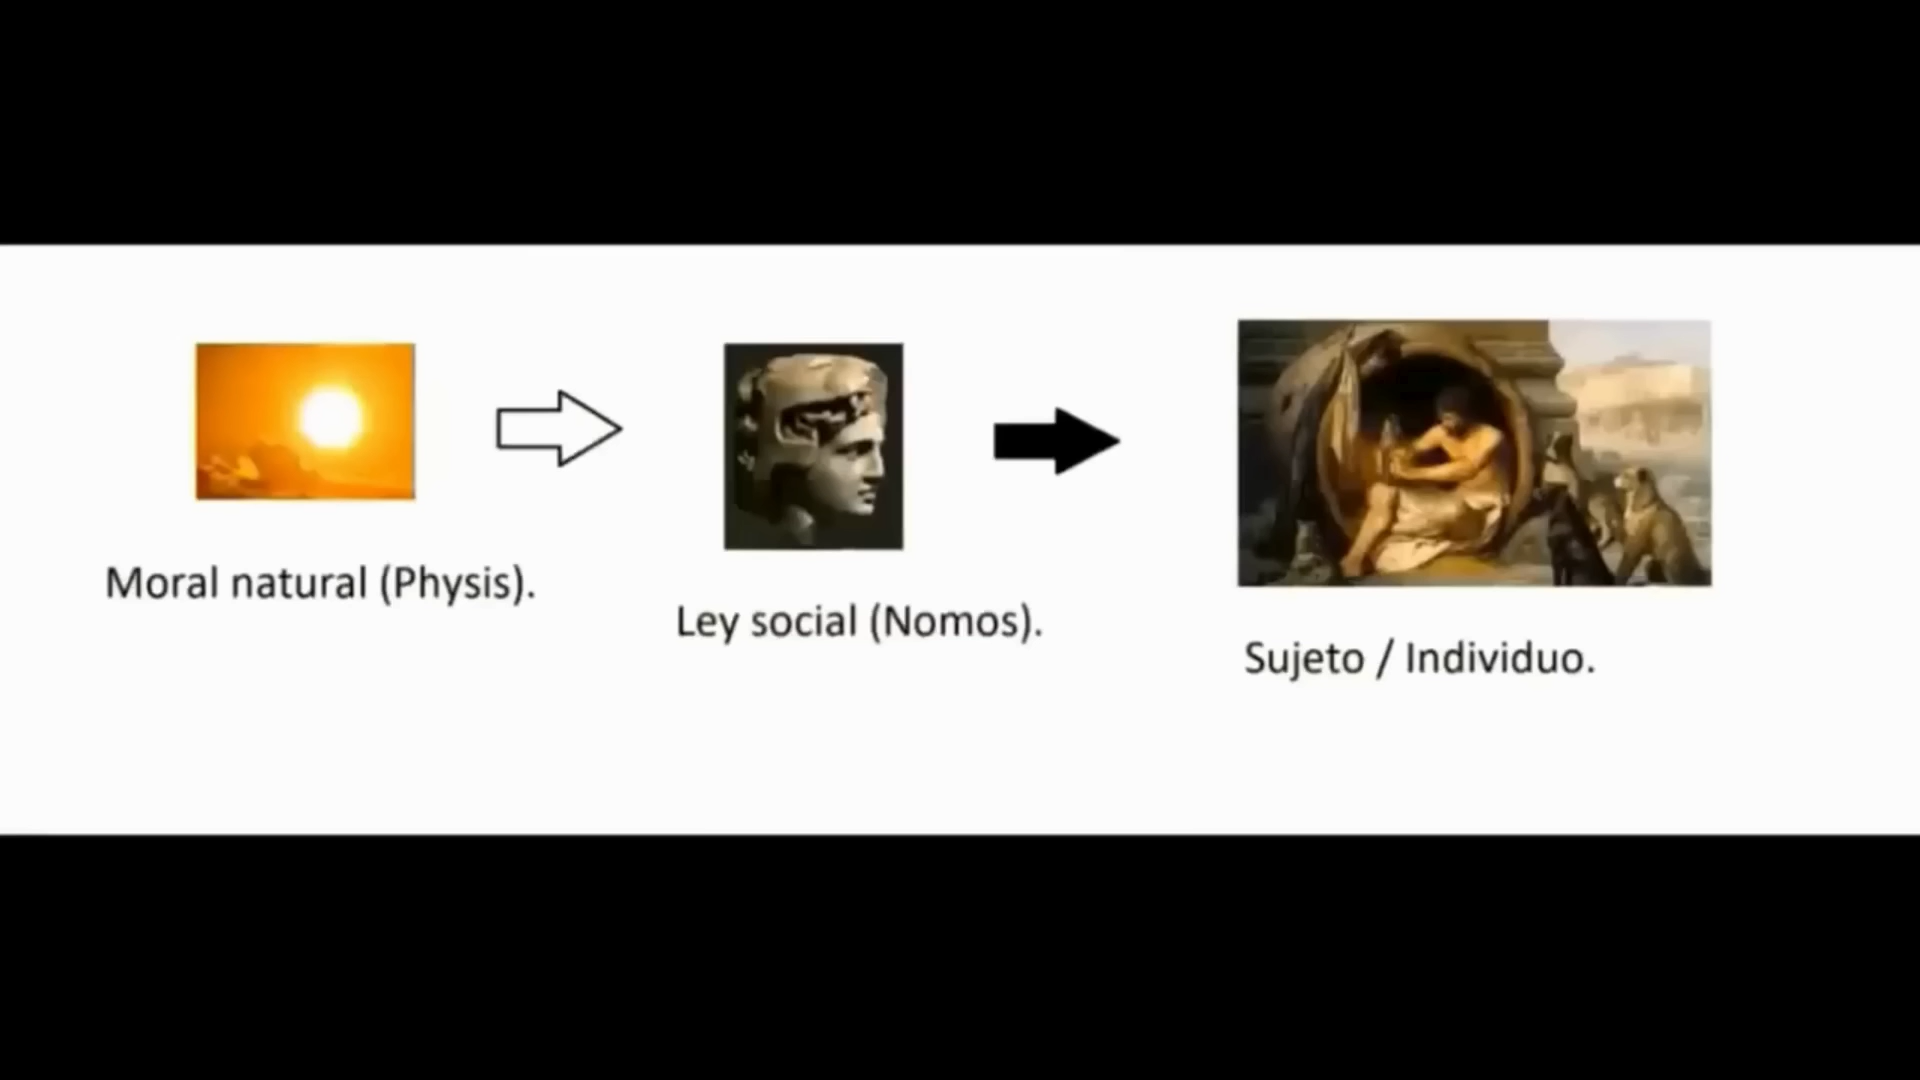 Moral natural (Physis).
Ley social (Nomos).
Sujeto / Individuo.